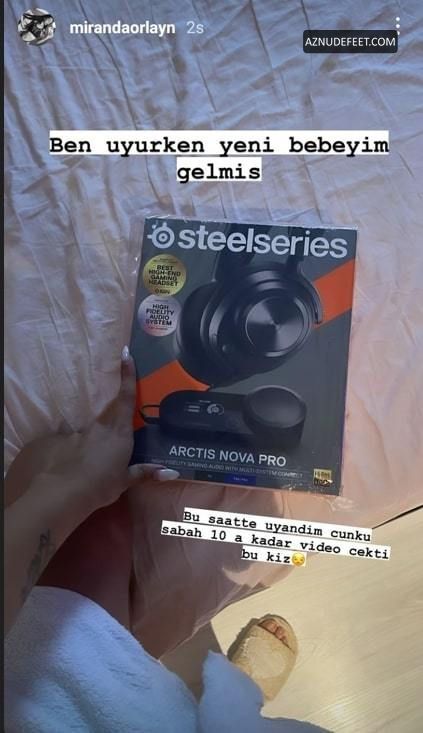 mirandaorlayn 2s
AZNUDEFEET.COM
Ben uyurken yeni bebeyim
gelmis
steelseries
BEST
HIGH-END
GAMING
HEADSET
HIGH
FIDELITY
AUDIO
SYSTEM
ARCTIS NOVA PRO
HIGH FIDELITY GAMING AUDIO WITH MULTI-SYSTEM CONNECT
Bu saatte uyandim cunku
sabah 10 a kadar video cekti
bu kiz😒